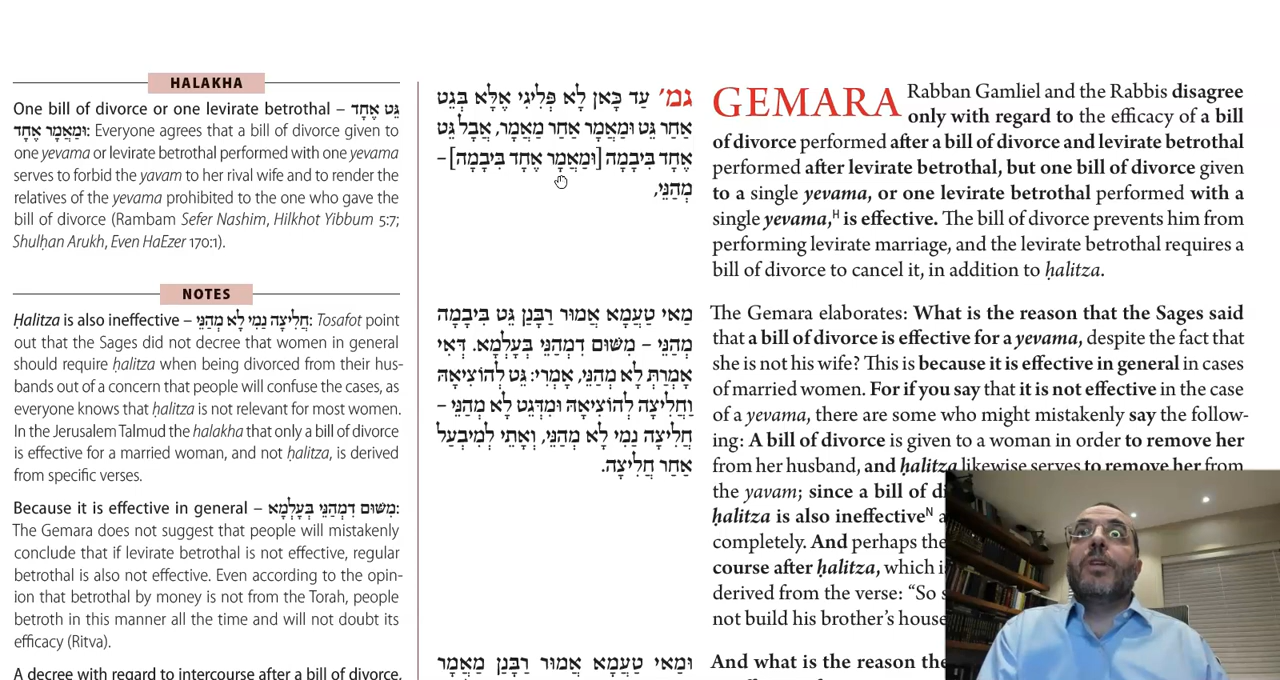 HALAKHA
One bill of divorce or one levirate betrothal – גֵּט אֶחָד
וּמַאֲמָר אֶחָד: Everyone agrees that a bill of divorce given to
one yevama or levirate betrothal performed with one yevama
serves to forbid the yavam to her rival wife and to render the
relatives of the yevama prohibited to the one who gave the
bill of divorce (Rambam Sefer Nashim, Hilkhot Yibbum 5:7;
Shulḥan Arukh, Even HaEzer 170:1).
NOTES
Ḥalitza is also ineffective – חֲלִיצָה נַמִי לָא מַהֲנֵי: Tosafot point
out that the Sages did not decree that women in general
should require ḥalitza when being divorced from their hus-
bands out of a concern that people will confuse the cases, as
everyone knows that ḥalitza is not relevant for most women.
In the Jerusalem Talmud the halakha that only a bill of divorce
is effective for a married woman, and not ḥalitza, is derived
from specific verses.
Because it is effective in general – מִשּׁוּם דִּמְהַנֵּי בְּעָלְמָא:
The Gemara does not suggest that people will mistakenly
conclude that if levirate betrothal is not effective, regular
betrothal is also not effective. Even according to the opin-
ion that betrothal by money is not from the Torah, people
betroth in this manner all the time and will not doubt its
efficacy (Ritva).
A decree with regard to intercourse after a bill of divorce,
גמ׳ עַד כָּאן לָא פְּלִיגִי אֶלָּא בְּגֵט
אַחַר גֵּט וּמַאֲמָר אַחַר מַאֲמָר, אֲבָל גֵּט
אֶחָד בִּיבָמָה [וּמַאֲמָר אֶחָד בִּיבָמָה] –
מְהַנֵּי,
מַאי טַעְמָא אֲמוּר רַבָּנַן גֵּט בִּיבָמָה
מְהַנֵּי – מִשּׁוּם דִמְהַנֵּי בְּעָלְמָא. דְּאִי
אָמְרַתְּ לָא מְהַנֵּי, אָמְרִי: גֵּט לְהוֹצִיאָהּ
וַחֲלִיצָה לְהוֹצִיאָהּ וּמִדְּגֵט לָא מְהַנֵּי –
חֲלִיצָה נַמִי לָא מְהַנֵּי, וְאָתֵי לְמִיבְעַל
אַחַר חֲלִיצָה.
וּמַאי טַעְמָא אֲמוּר רַבָּנַן מַאֲמָר
GEMARA Rabban Gamliel and the Rabbis disagree
only with regard to the efficacy of a bill
of divorce performed after a bill of divorce and levirate betrothal
performed after levirate betrothal, but one bill of divorce given
to a single yevama, or one levirate betrothal performed with a
single yevama,ᴴ is effective. The bill of divorce prevents him from
performing levirate marriage, and the levirate betrothal requires a
bill of divorce to cancel it, in addition to ḥalitza.
The Gemara elaborates: What is the reason that the Sages said
that a bill of divorce is effective for a yevama, despite the fact that
she is not his wife? This is because it is effective in general in cases
of married women. For if you say that it is not effective in the case
of a yevama, there are some who might mistakenly say the follow-
ing: A bill of divorce is given to a woman in order to remove her
from her husband, and ḥalitza likewise serves to remove her from
the yavam; since a bill of
ḥalitza is also ineffectiveᴺ
completely. And perhaps the
course after ḥalitza, which
derived from the verse: “So
not build his brother’s house
And what is the reason the